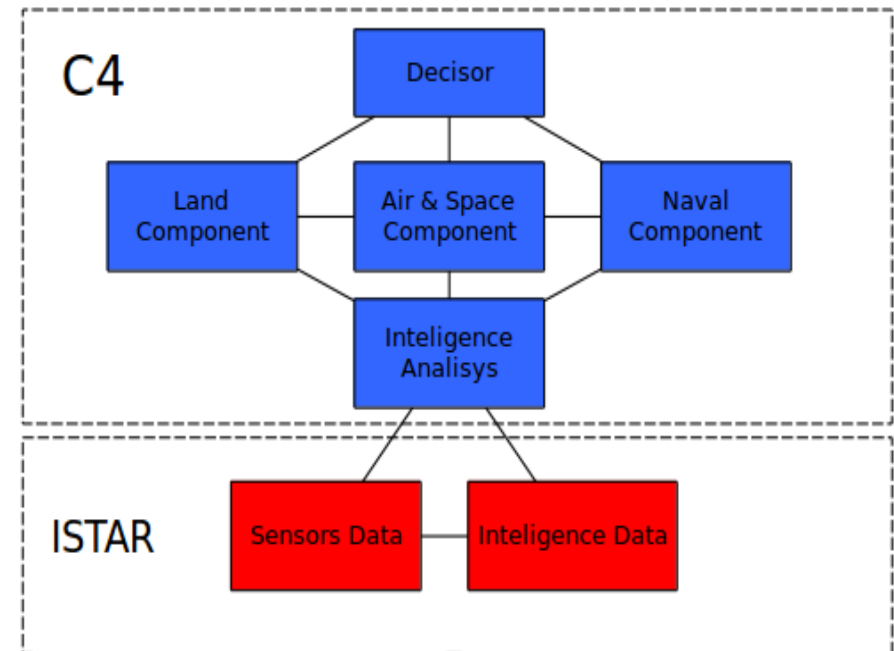 C4
Decisor
Land
Component
Air & Space
Component
Naval
Component
Inteligence
Analisys
ISTAR
Sensors Data
Inteligence Data